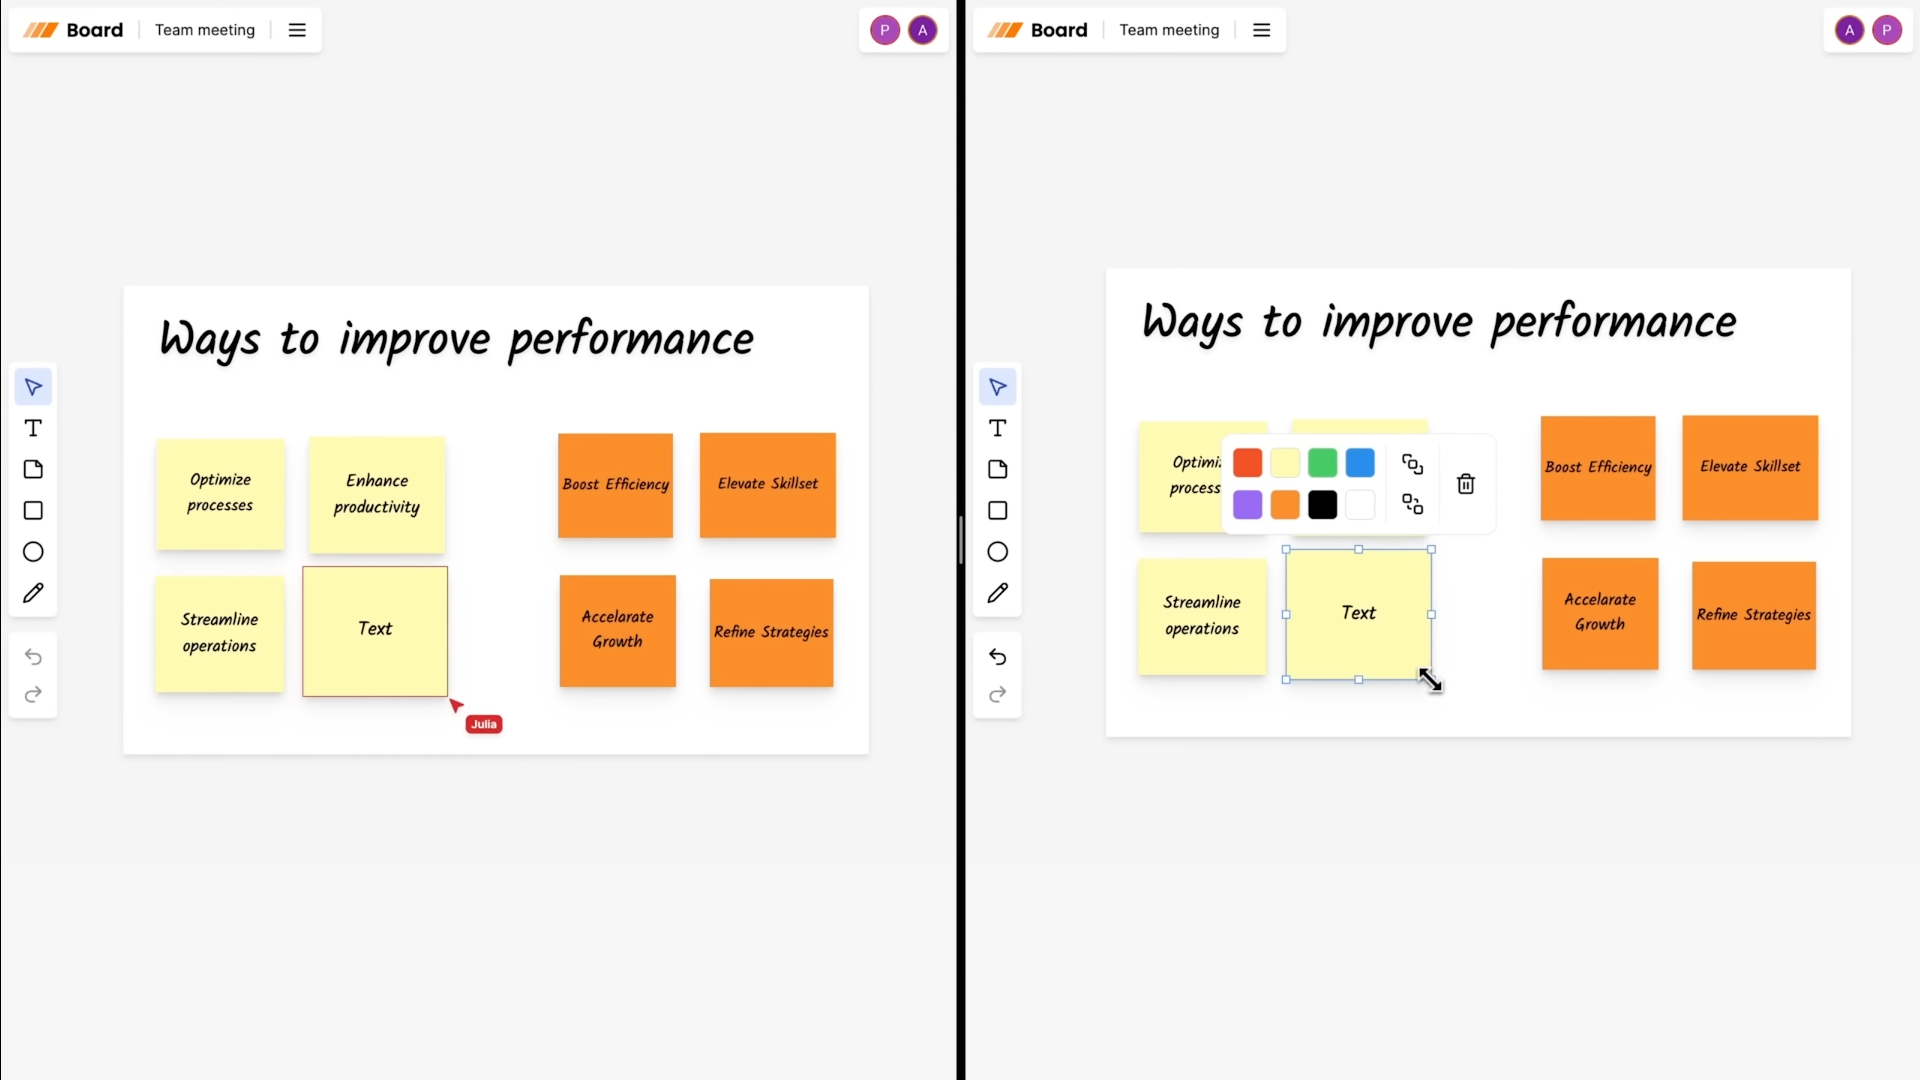 Board
Team meeting
P
A
Ways to improve performance
Optimize
processes
Enhance
productivity
Boost Efficiency
Elevate Skillset
Streamline
operations
Text
Accelarate
Growth
Refine Strategies
Julia
T
Board
Team meeting
A
P
Ways to improve performance
Optimi
process
Boost Efficiency
Elevate Skillset
Streamline
operations
Text
Accelarate
Growth
Refine Strategies
T